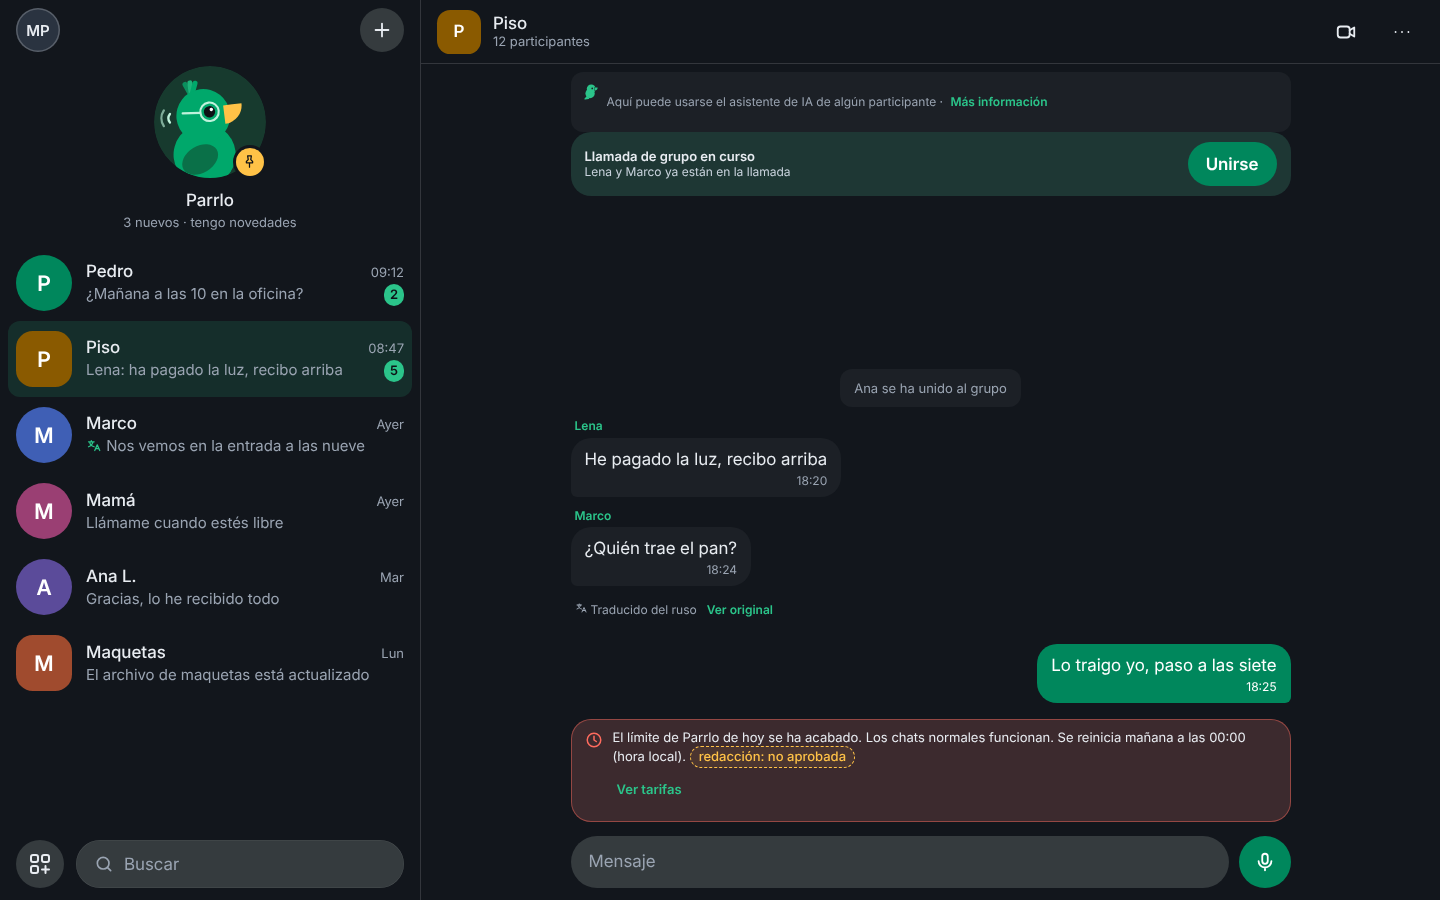 MP
Parrlo
3 nuevos · tengo novedades
P
Pedro
09:12
¿Mañana a las 10 en la oficina?
2
P
Piso
08:47
Lena: ha pagado la luz, recibo arriba
5
M
Marco
Ayer
Nos vemos en la entrada a las nueve
M
Mamá
Ayer
Llámame cuando estés libre
A
Ana L.
Mar
Gracias, lo he recibido todo
M
Maquetas
Lun
El archivo de maquetas está actualizado
Buscar
P
Piso
12 participantes
Aquí puede usarse el asistente de IA de algún participante · Más información
Llamada de grupo en curso
Lena y Marco ya están en la llamada
Unirse
Ana se ha unido al grupo
Lena
He pagado la luz, recibo arriba
18:20
Marco
¿Quién trae el pan?
18:24
Traducido del ruso Ver original
Lo traigo yo, paso a las siete
18:25
El límite de Parrlo de hoy se ha acabado. Los chats normales funcionan. Se reinicia mañana a las 00:00
(hora local). redacción: no aprobada
Ver tarifas
Mensaje